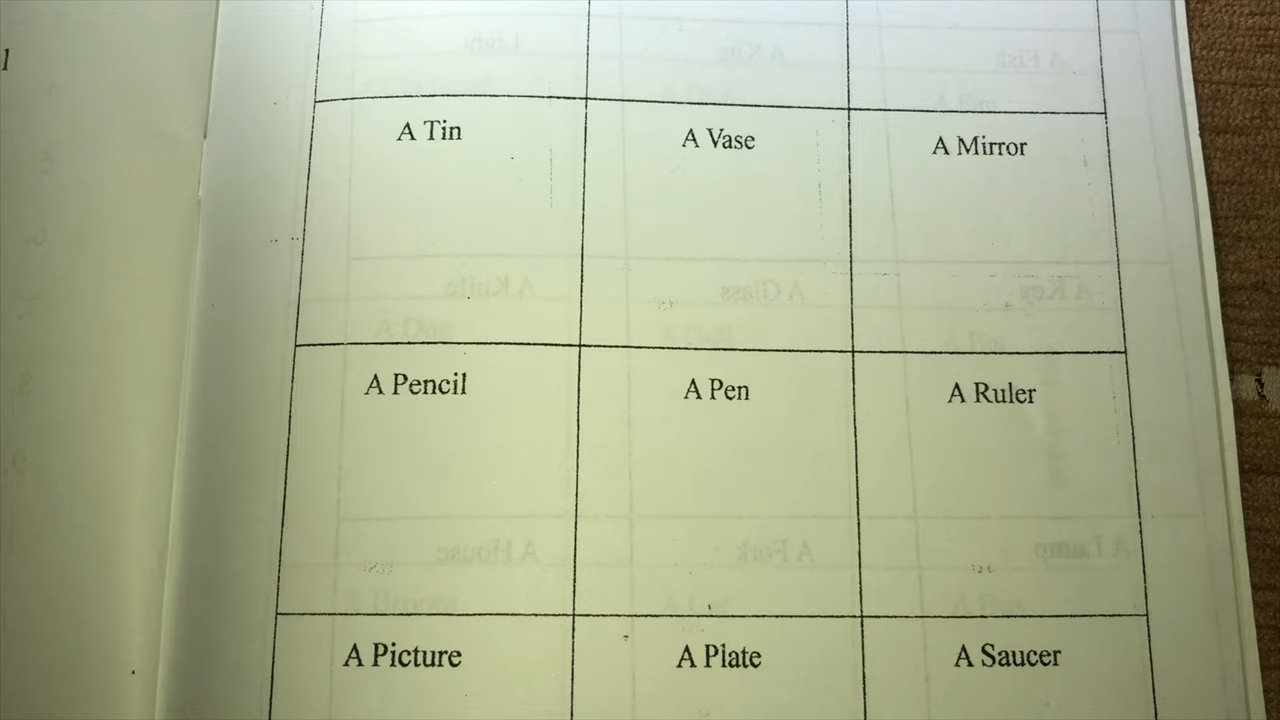 A Tin A Vase A Mirror
A Pencil A Pen A Ruler
A Picture A Plate A Saucer